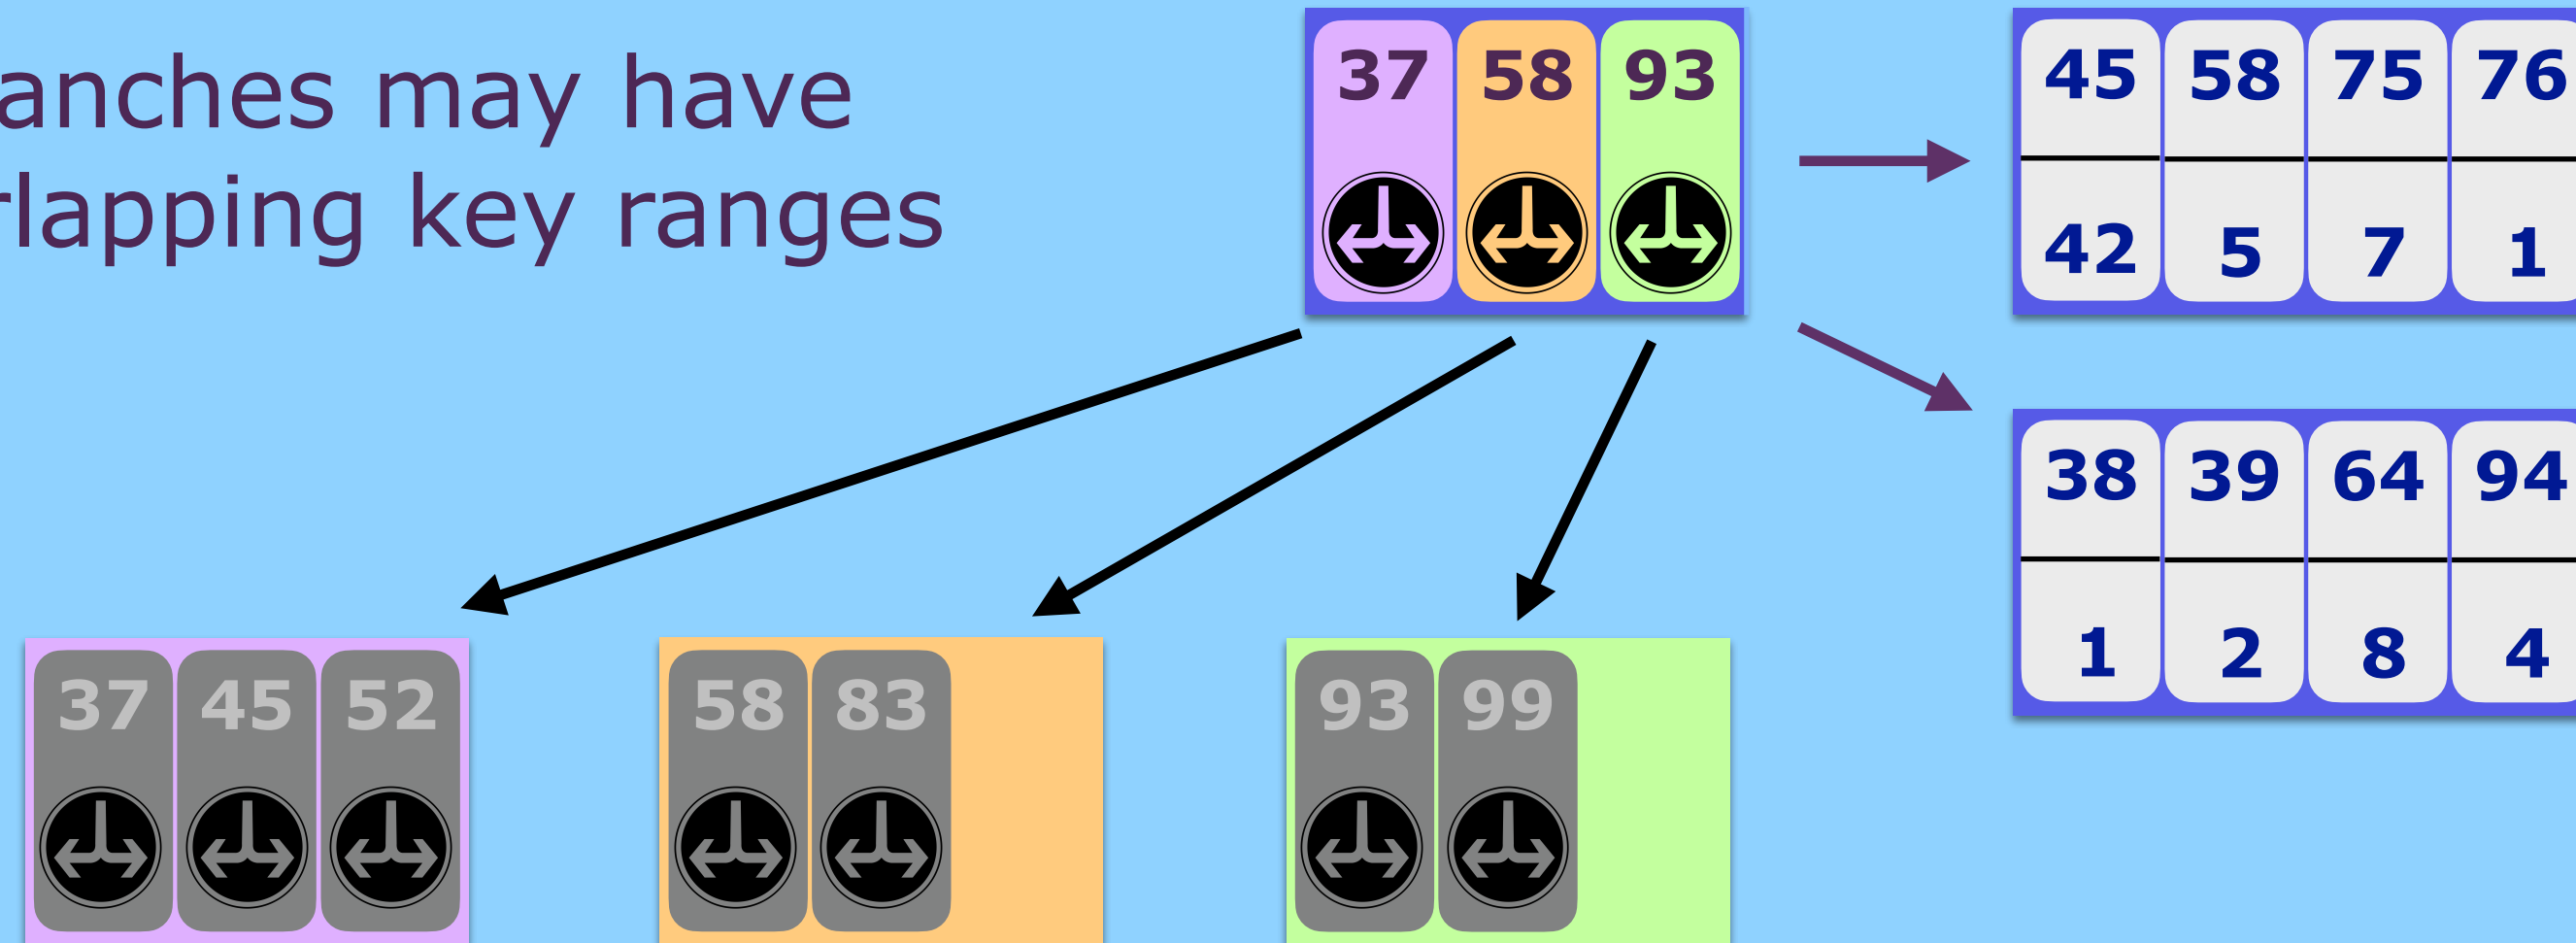 anches may have
rlapping key ranges
37 58 93
45 58 75 76
42 5 7 1
38 39 64 94
1 2 8 4
37 45 52
58 83
93 99